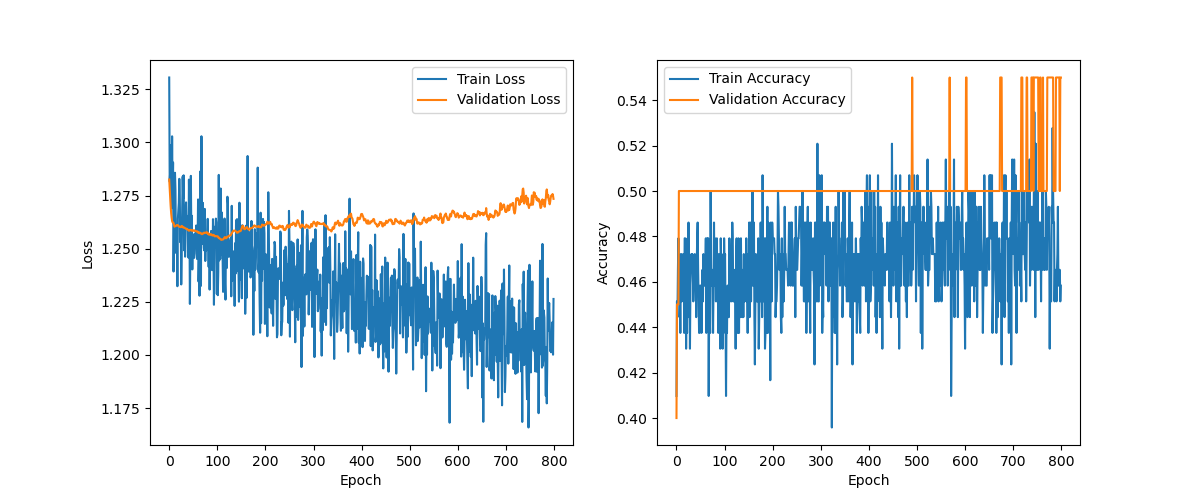 Train Loss
Validation Loss
1.325
1.300
1.275
1.250
1.225
1.200
1.175
Loss
0 100 200 300 400 500 600 700 800
Epoch
Train Accuracy
Validation Accuracy
0.54
0.52
0.50
0.48
0.46
0.44
0.42
0.40
Accuracy
0 100 200 300 400 500 600 700 800
Epoch